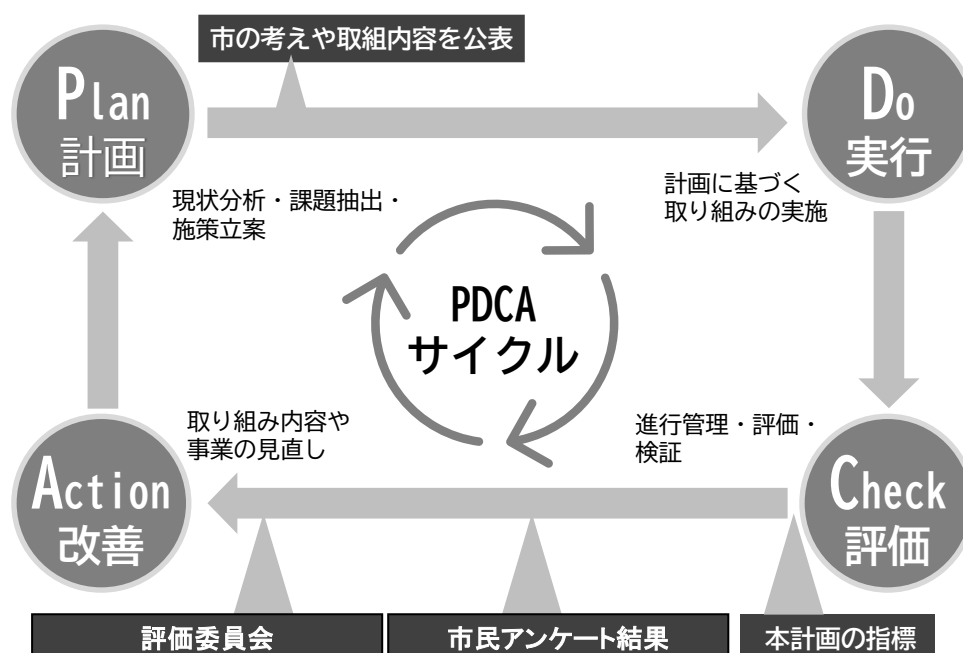 市の考えや取組内容を公表
Plan
計画
Do
実行
現状分析・課題抽出・
施策立案
計画に基づく
取り組みの実施
PDCA
サイクル
取り組み内容や
事業の見直し
進行管理・評価・
検証
Action
改善
Check
評価
評価委員会
市民アンケート結果
本計画の指標